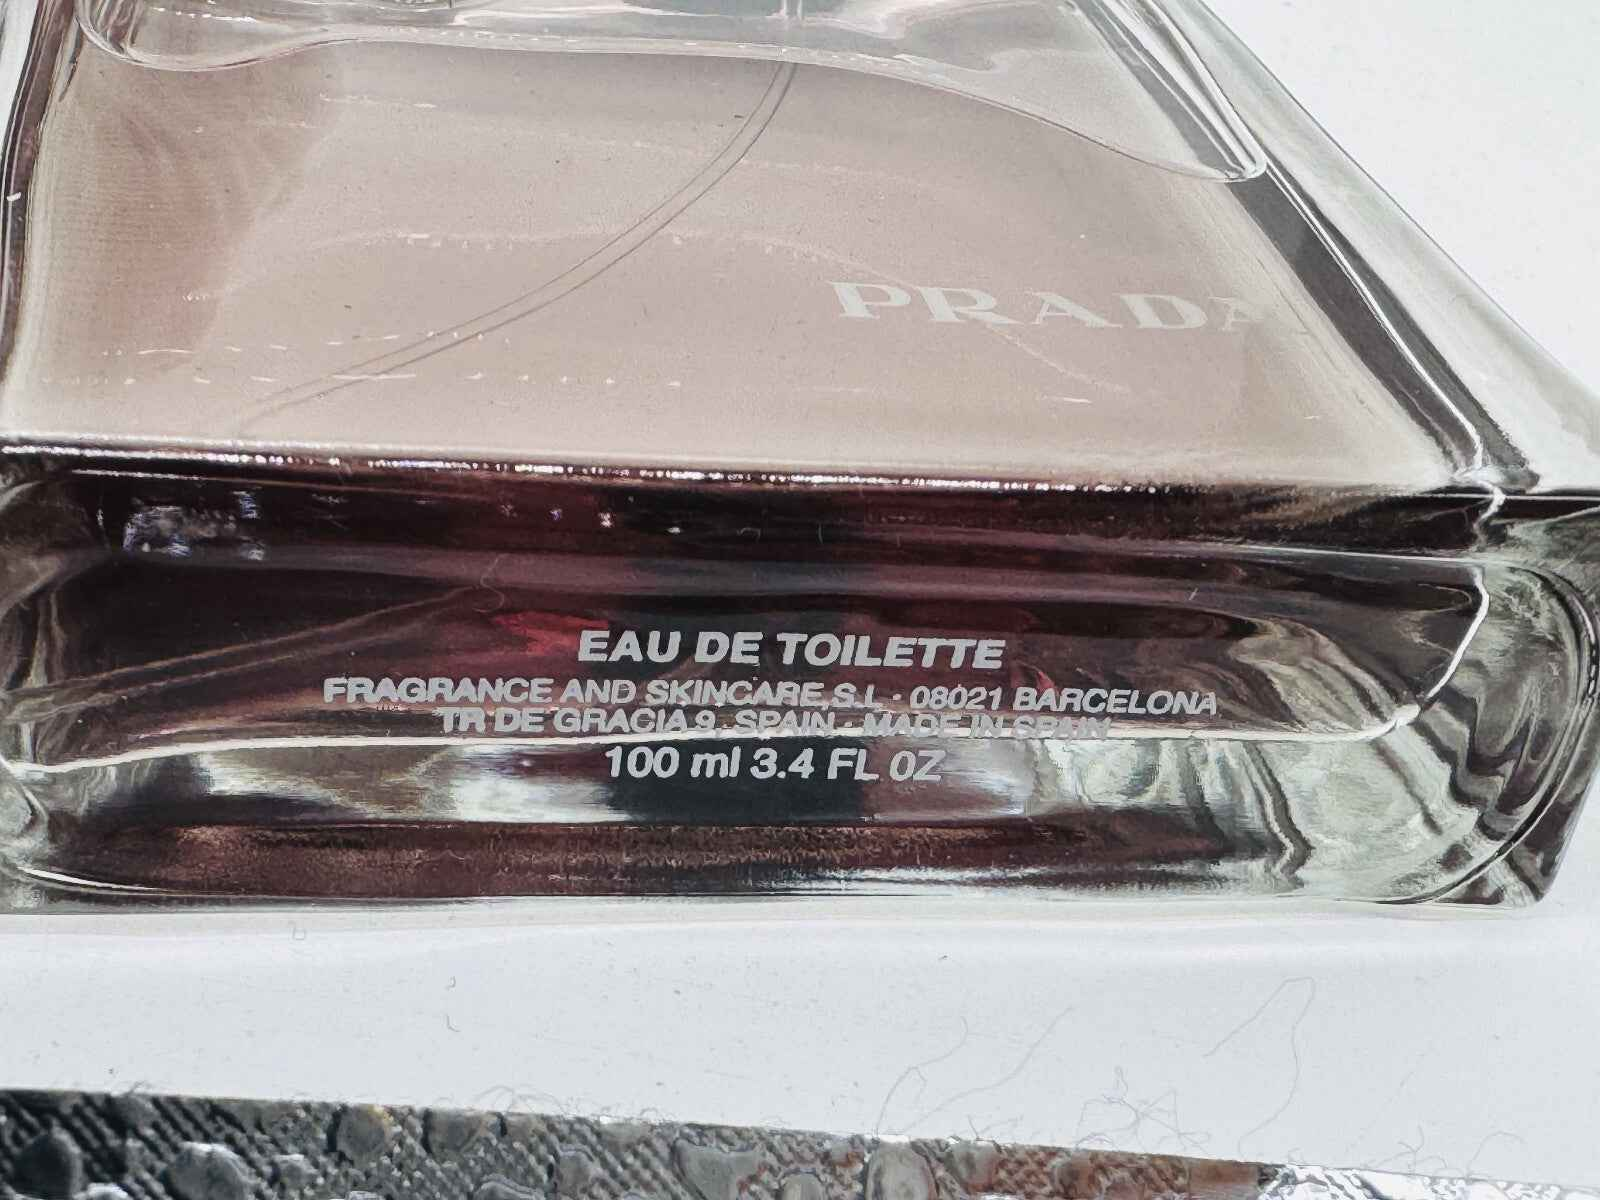 PRADA
EAU DE TOILETTE
FRAGRANCE AND SKINCARE, S.L · 08021 BARCELONA
TR DE GRACIA 9. SPAIN · MADE IN SPAIN
100 ml 3.4 FL OZ